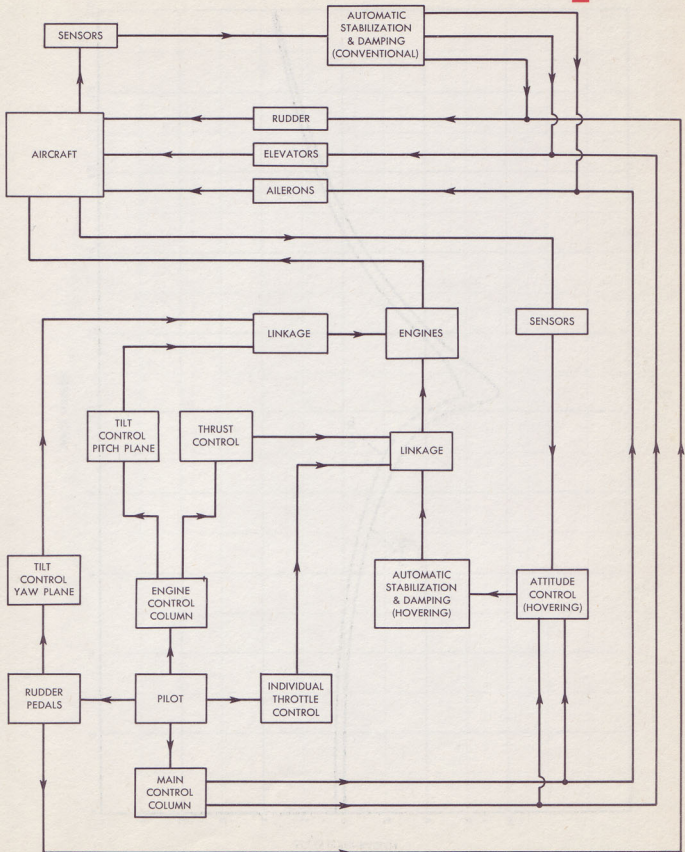 SENSORS
AUTOMATIC
STABILIZATION
& DAMPING
(CONVENTIONAL)
RUDDER
AIRCRAFT
ELEVATORS
AILERONS
LINKAGE
ENGINES
SENSORS
TILT
CONTROL
PITCH PLANE
THRUST
CONTROL
LINKAGE
TILT
CONTROL
YAW PLANE
ENGINE
CONTROL
COLUMN
AUTOMATIC
STABILIZATION
& DAMPING
(HOVERING)
ATTITUDE
CONTROL
(HOVERING)
RUDDER
PEDALS
PILOT
INDIVIDUAL
THROTTLE
CONTROL
MAIN
CONTROL
COLUMN